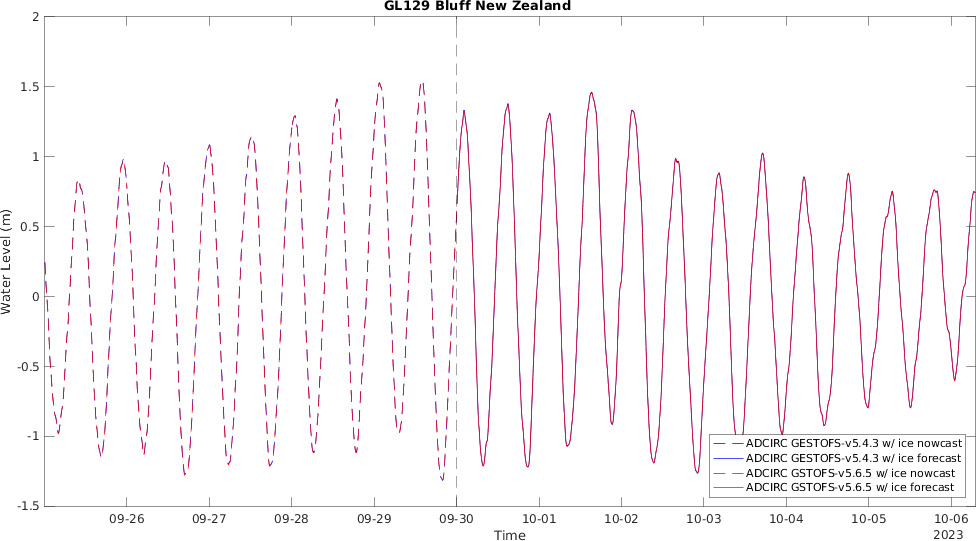 GL129 Bluff New Zealand
2
1.5
1
0.5
0
-0.5
-1
-1.5
Water Level (m)
ADCIRC GESTOFS-v5.4.3 w/ ice nowcast
ADCIRC GESTOFS-v5.4.3 w/ ice forecast
ADCIRC GSTOFS-v5.6.5 w/ ice nowcast
ADCIRC GSTOFS-v5.6.5 w/ ice forecast
09-26 09-27 09-28 09-29 09-30 10-01 10-02 10-03 10-04 10-05 10-06
2023
Time